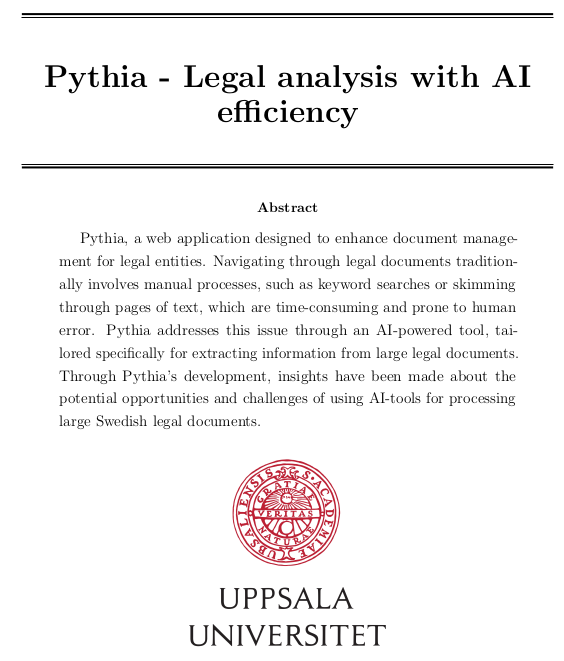 Pythia - Legal analysis with AI
efficiency
Abstract
Pythia, a web application designed to enhance document manage-
ment for legal entities. Navigating through legal documents tradition-
ally involves manual processes, such as keyword searches or skimming
through pages of text, which are time-consuming and prone to human
error. Pythia addresses this issue through an AI-powered tool, tai-
lored specifically for extracting information from large legal documents.
Through Pythia's development, insights have been made about the
potential opportunities and challenges of using AI-tools for processing
large Swedish legal documents.
UBSALIENSIS S·ACADEMIAE
GRATIAE
VERITAS
NATURAE
UPPSALA
UNIVERSITET